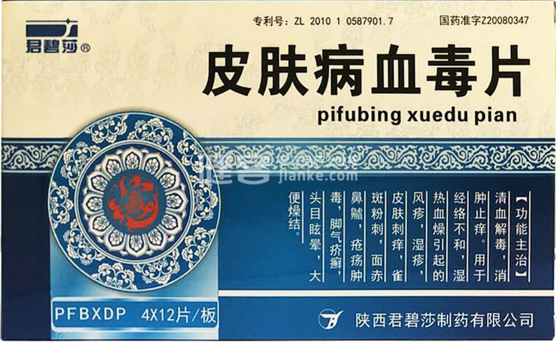 君碧莎®
专利号：ZL 2010 1 0587901.7
国药准字Z20080347
皮肤病血毒片
pifubing xuedu pian
健客
jianke.com
【功能主治】
清血解毒，消
肿止痒。用于
经络不和，湿
热血燥引起的
风疹，湿疹，
皮肤刺痒，雀
斑粉刺，面赤
鼻齇，疮疡肿
毒，脚气疥癣，
头目眩晕，大
便燥结。
PFBXDP 4X12片/板
陕西君碧莎制药有限公司